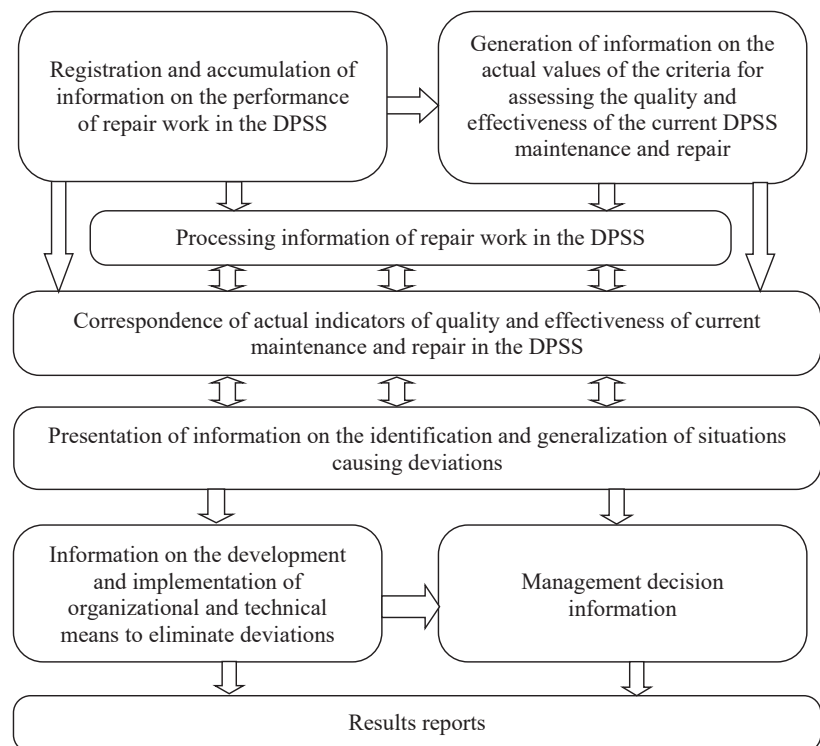 Registration and accumulation of
information on the performance
of repair work in the DPSS
Generation of information on the
actual values of the criteria for
assessing the quality and
effectiveness of the current DPSS
maintenance and repair
Processing information of repair work in the DPSS
Correspondence of actual indicators of quality and effectiveness of current
maintenance and repair in the DPSS
Presentation of information on the identification and generalization of situations
causing deviations
Information on the development
and implementation of
organizational and technical
means to eliminate deviations
Management decision
information
Results reports